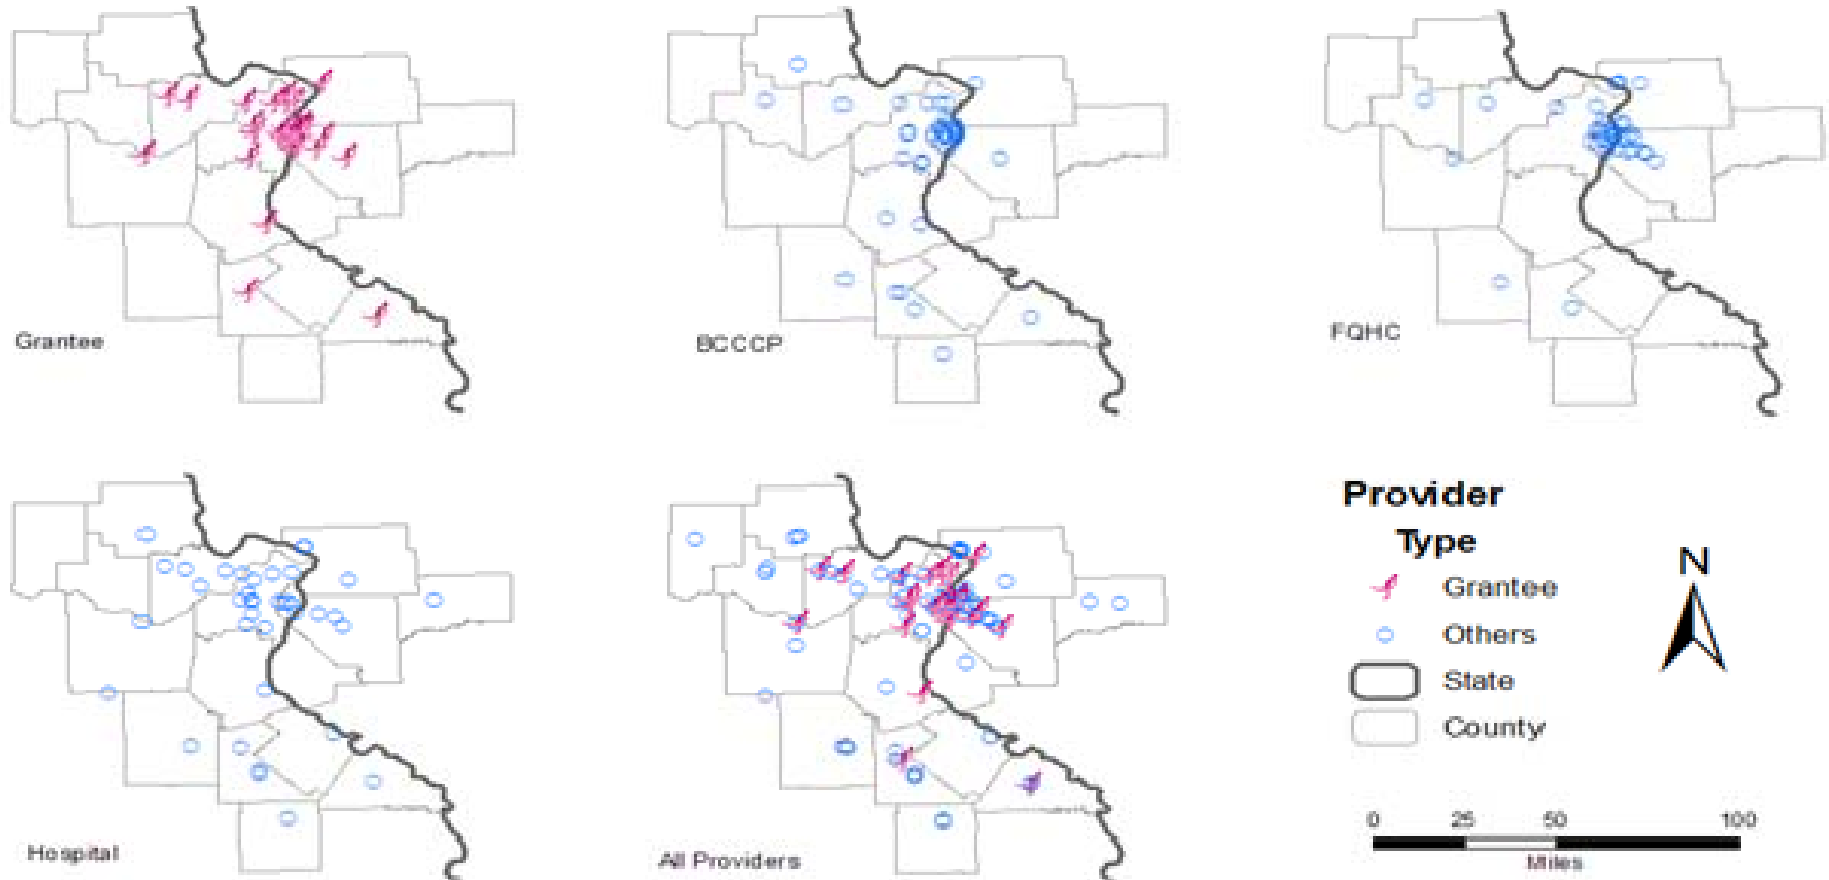 Grantee
BCCCP
FQHC
Hospital
All Providers
Provider
Type
Grantee
Others
State
County
N
0 25 50 100
Miles